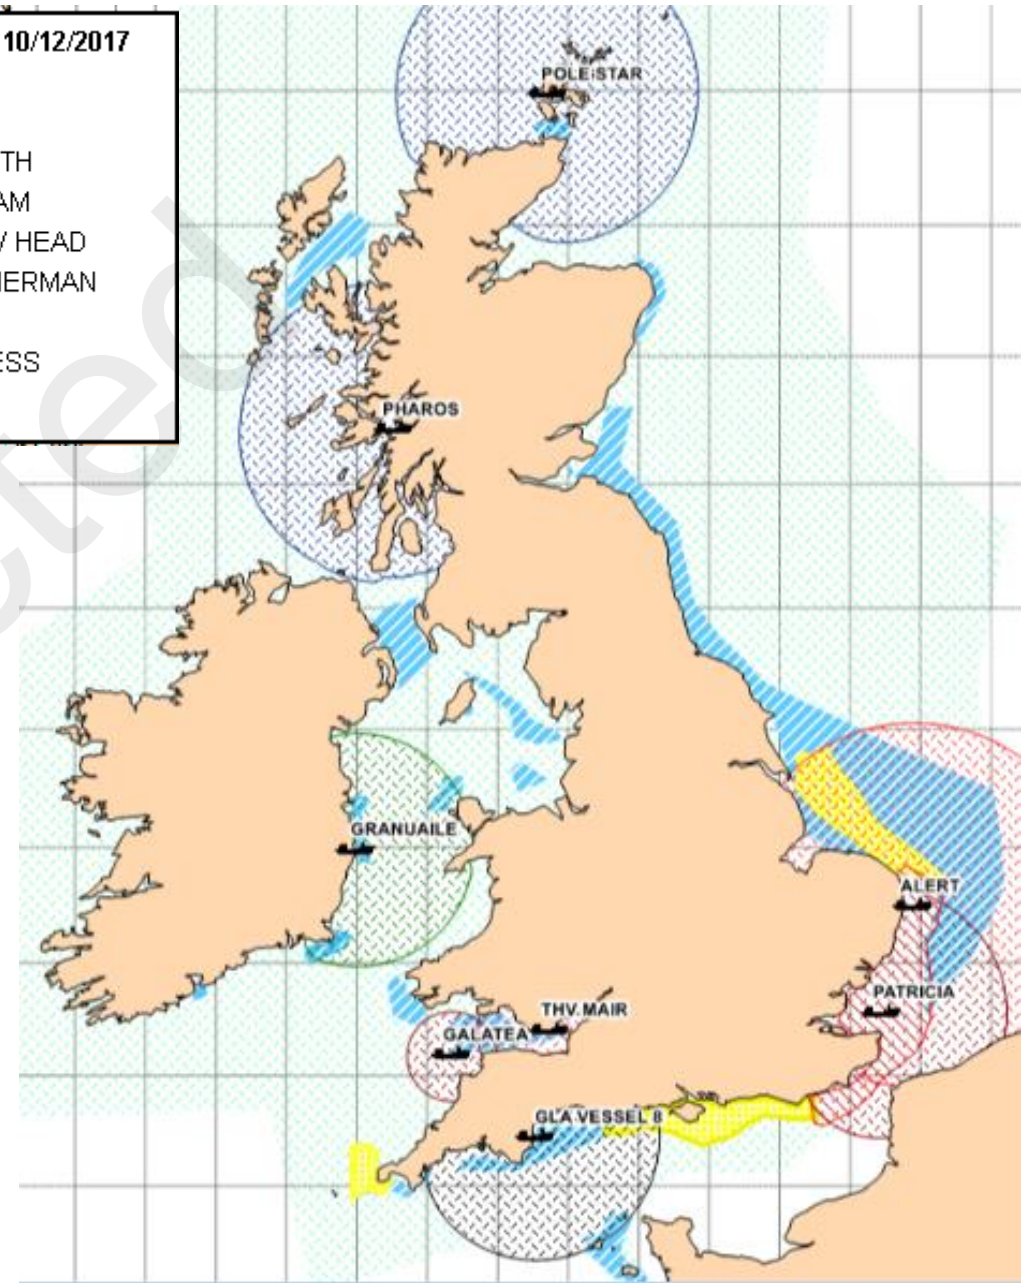 10/12/2017
TH
AM
HEAD
HERMAN
ESS
POLE STAR
PHAROS
GRANUAILE
ALERT
PATRICIA
THV. MAIR
GALATEA
GLA VESSEL 8
cted